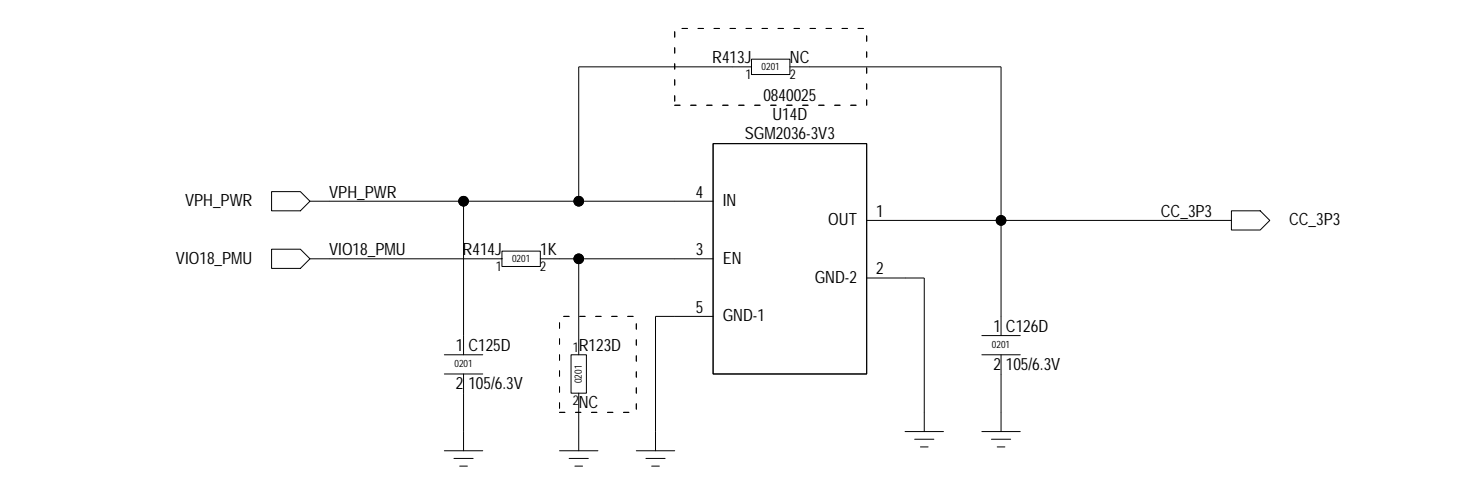 R413J NC
0201
1 2
0840025
U14D
SGM2036-3V3
VPH_PWR VPH_PWR 4 IN
OUT 1 CC_3P3 CC_3P3
VIO18_PMU VIO18_PMU R414J 1K 3 EN
0201
1 2
GND-2 2
5 GND-1
1 C125D
0201
2 105/6.3V
1 R123D
0201
2 NC
1 C126D
0201
2 105/6.3V